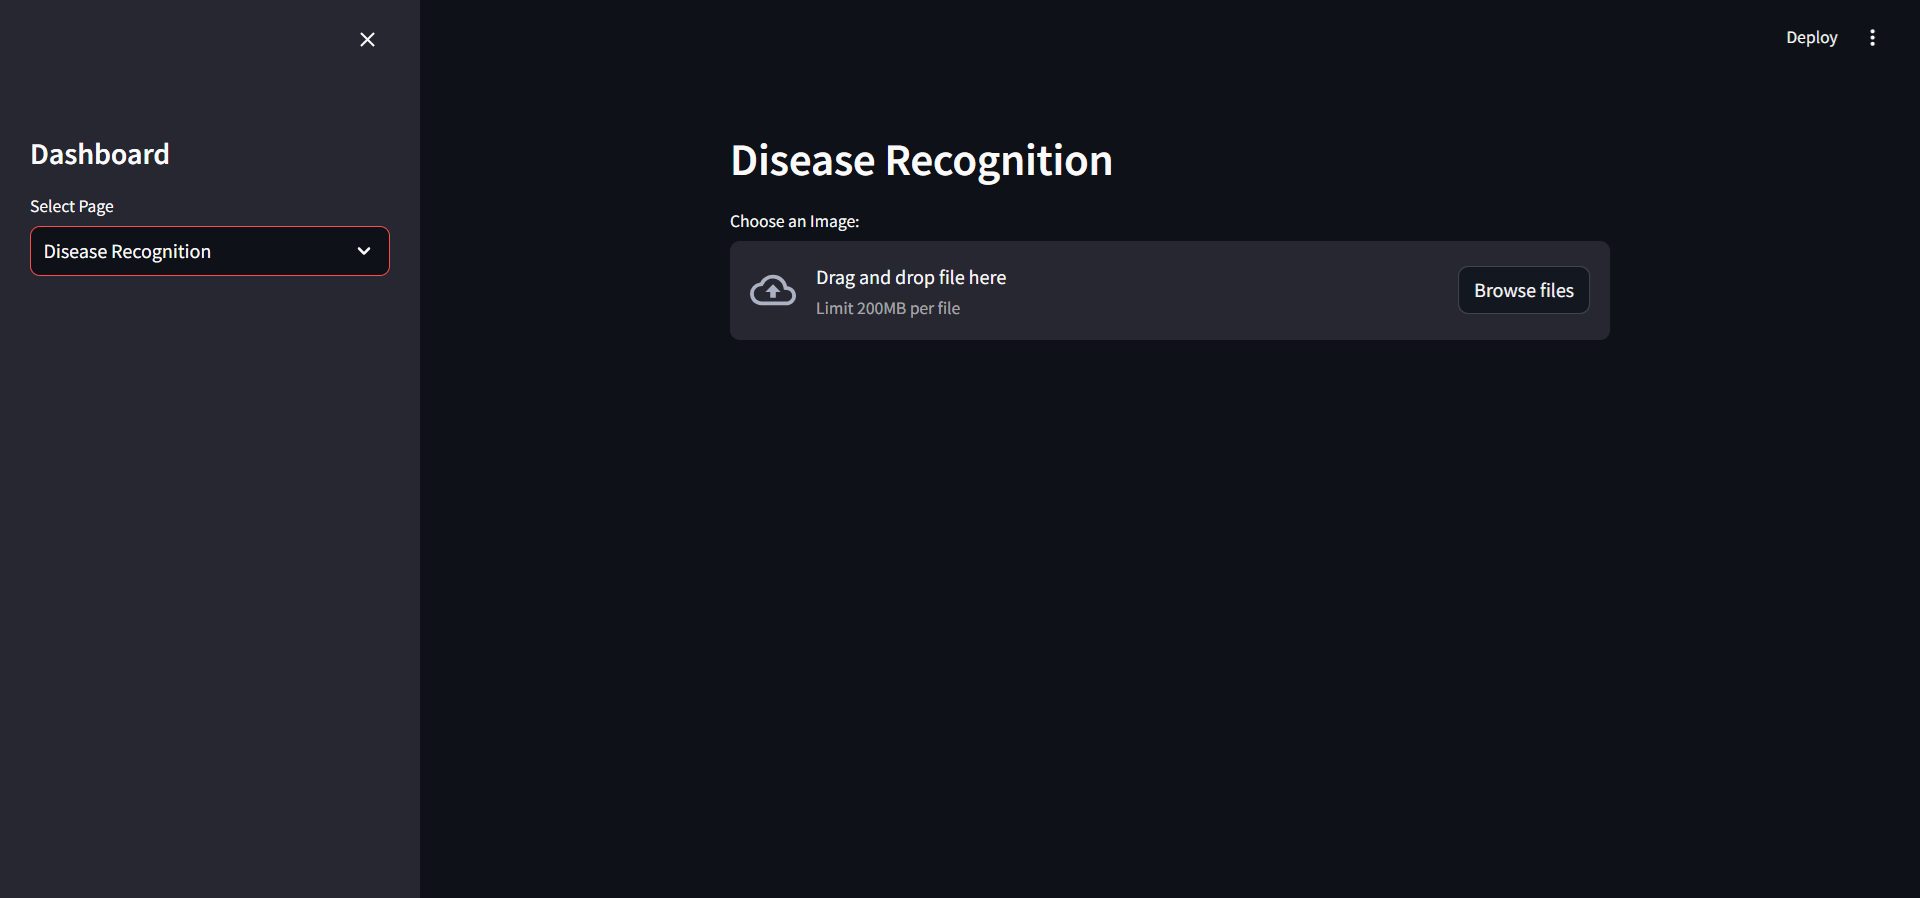 Deploy
Dashboard
Select Page
Disease Recognition
Disease Recognition
Choose an Image:
Drag and drop file here
Limit 200MB per file
Browse files